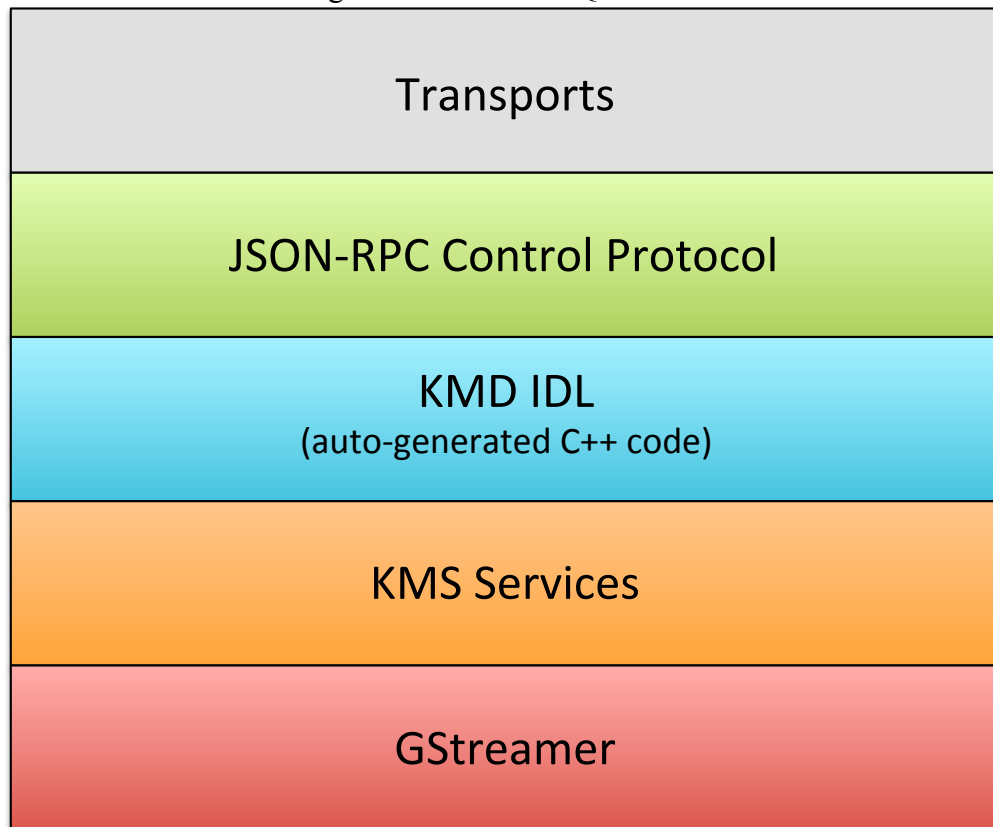 Transports
JSON-RPC Control Protocol
KMD IDL
(auto-generated C++ code)
KMS Services
GStreamer